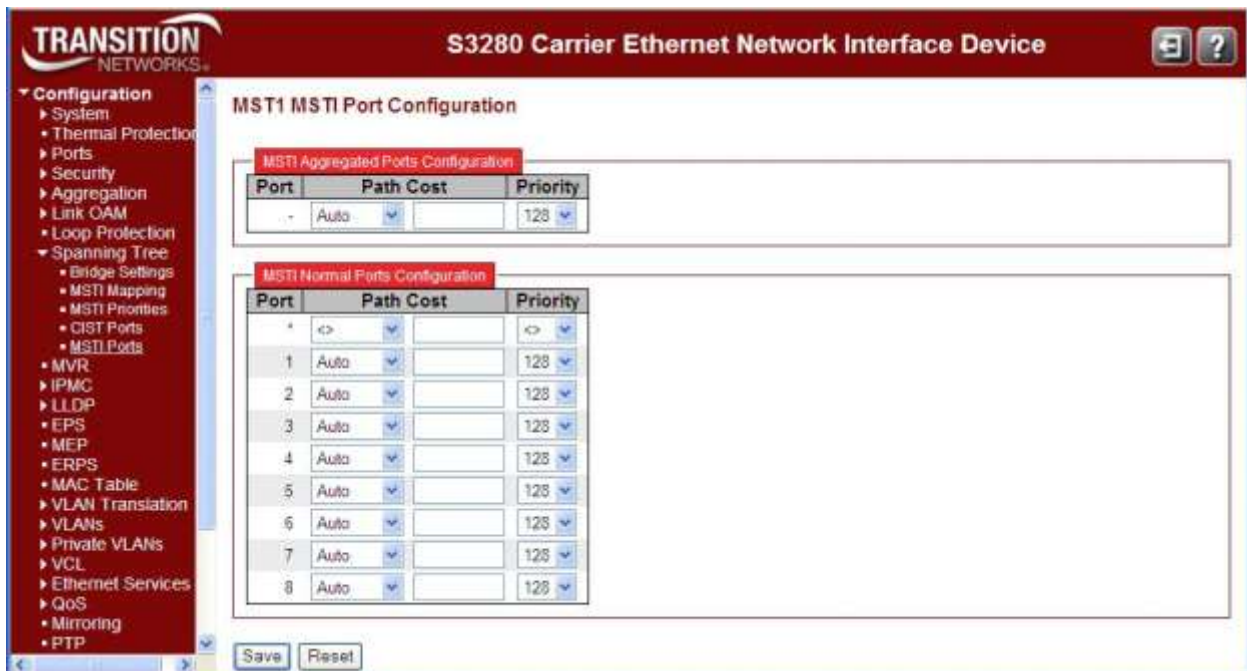 TRANSITION
NETWORKS
S3280 Carrier Ethernet Network Interface Device
?
Configuration
System
Thermal Protection
Ports
Security
Aggregation
Link OAM
Loop Protection
Spanning Tree
Bridge Settings
MSTI Mapping
MSTI Priorities
CIST Ports
MSTI Ports
MVR
IPMC
LLDP
EPS
MEP
ERPS
MAC Table
VLAN Translation
VLANs
Private VLANs
VCL
Ethernet Services
QoS
Mirroring
PTP
MST1 MSTI Port Configuration
MSTI Aggregated Ports Configuration
Port Path Cost Priority
- Auto 128
MSTI Normal Ports Configuration
Port Path Cost Priority
* <> <>
1 Auto 128
2 Auto 128
3 Auto 128
4 Auto 128
5 Auto 128
6 Auto 128
7 Auto 128
8 Auto 128
Save Reset